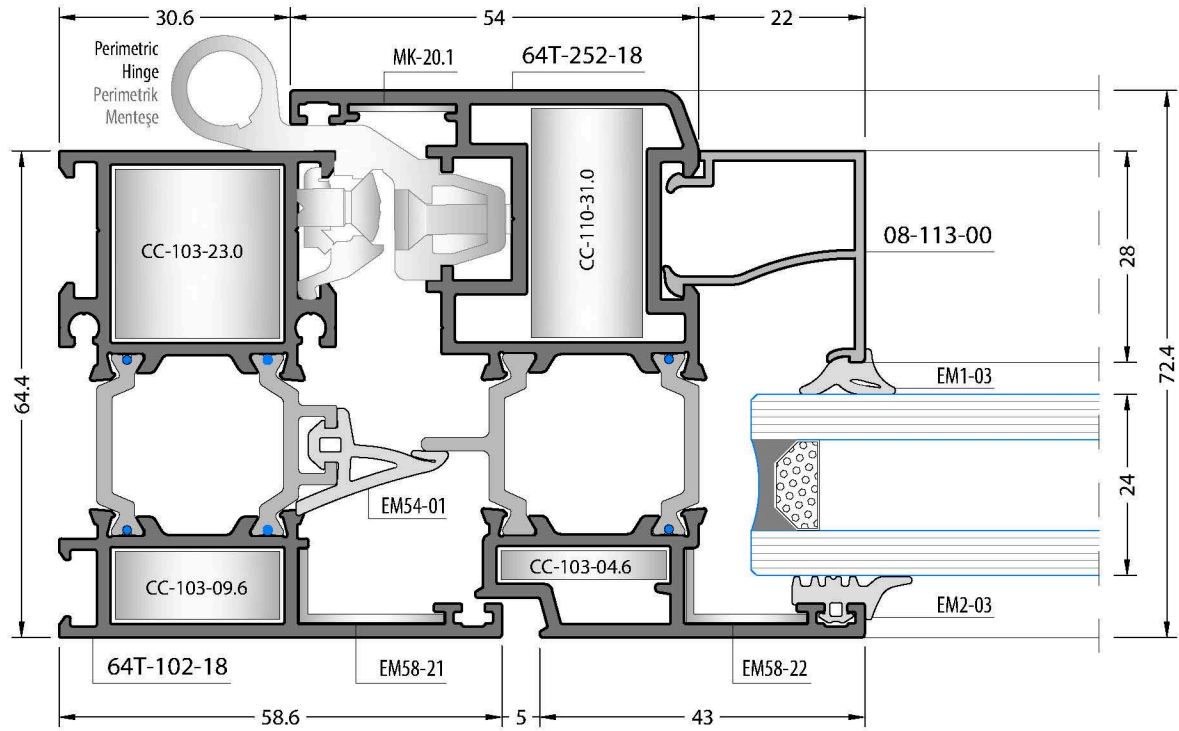 30.6
54
22
Perimetric
Hinge
Perimetrik
Menteşe
MK-20.1
64T-252-18
CC-103-23.0
CC-110-31.0
08-113-00
28
72.4
64.4
EM1-03
24
EM54-01
CC-103-09.6
CC-103-04.6
EM2-03
64T-102-18
EM58-21
EM58-22
58.6
5
43